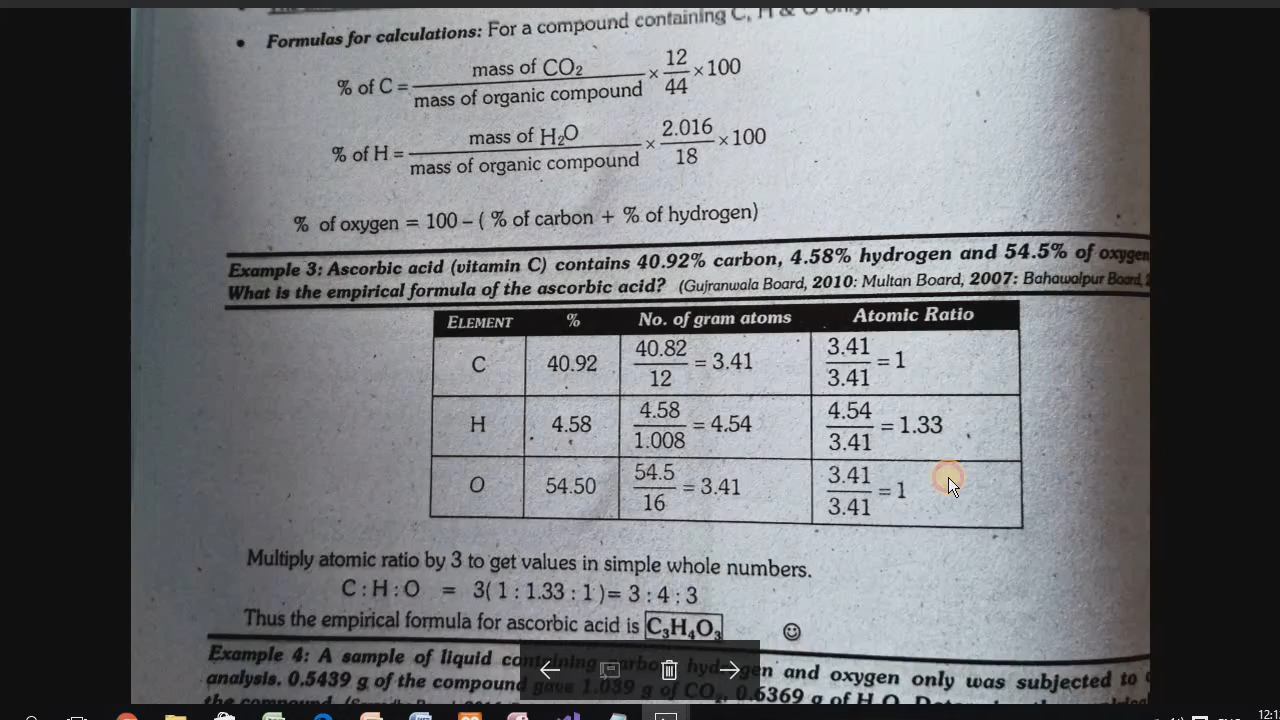 • Formulas for calculations: For a compound containing C, H & O only,
% of C = mass of CO₂ / mass of organic compound × 12/44 × 100
% of H = mass of H₂O / mass of organic compound × 2.016/18 × 100
% of oxygen = 100 – ( % of carbon + % of hydrogen)
Example 3: Ascorbic acid (vitamin C) contains 40.92% carbon, 4.58% hydrogen and 54.5% of oxygen
What is the empirical formula of the ascorbic acid? (Gujranwala Board, 2010: Multan Board, 2007: Bahawalpur Board,
ELEMENT % No. of gram atoms Atomic Ratio
C 40.92 40.82/12 = 3.41 3.41/3.41 = 1
H 4.58 4.58/1.008 = 4.54 4.54/3.41 = 1.33
O 54.50 54.5/16 = 3.41 3.41/3.41 = 1
Multiply atomic ratio by 3 to get values in simple whole numbers.
C : H : O = 3( 1 : 1.33 : 1 )= 3 : 4 : 3
Thus the empirical formula for ascorbic acid is C₃H₄O₃ ☺
Example 4: A sample of liquid containing carbon, hydrogen and oxygen only was subjected to
analysis. 0.5439 g of the compound gave 1.039 g of CO₂, 0.6369 g of H₂O.
the compound.
12:1